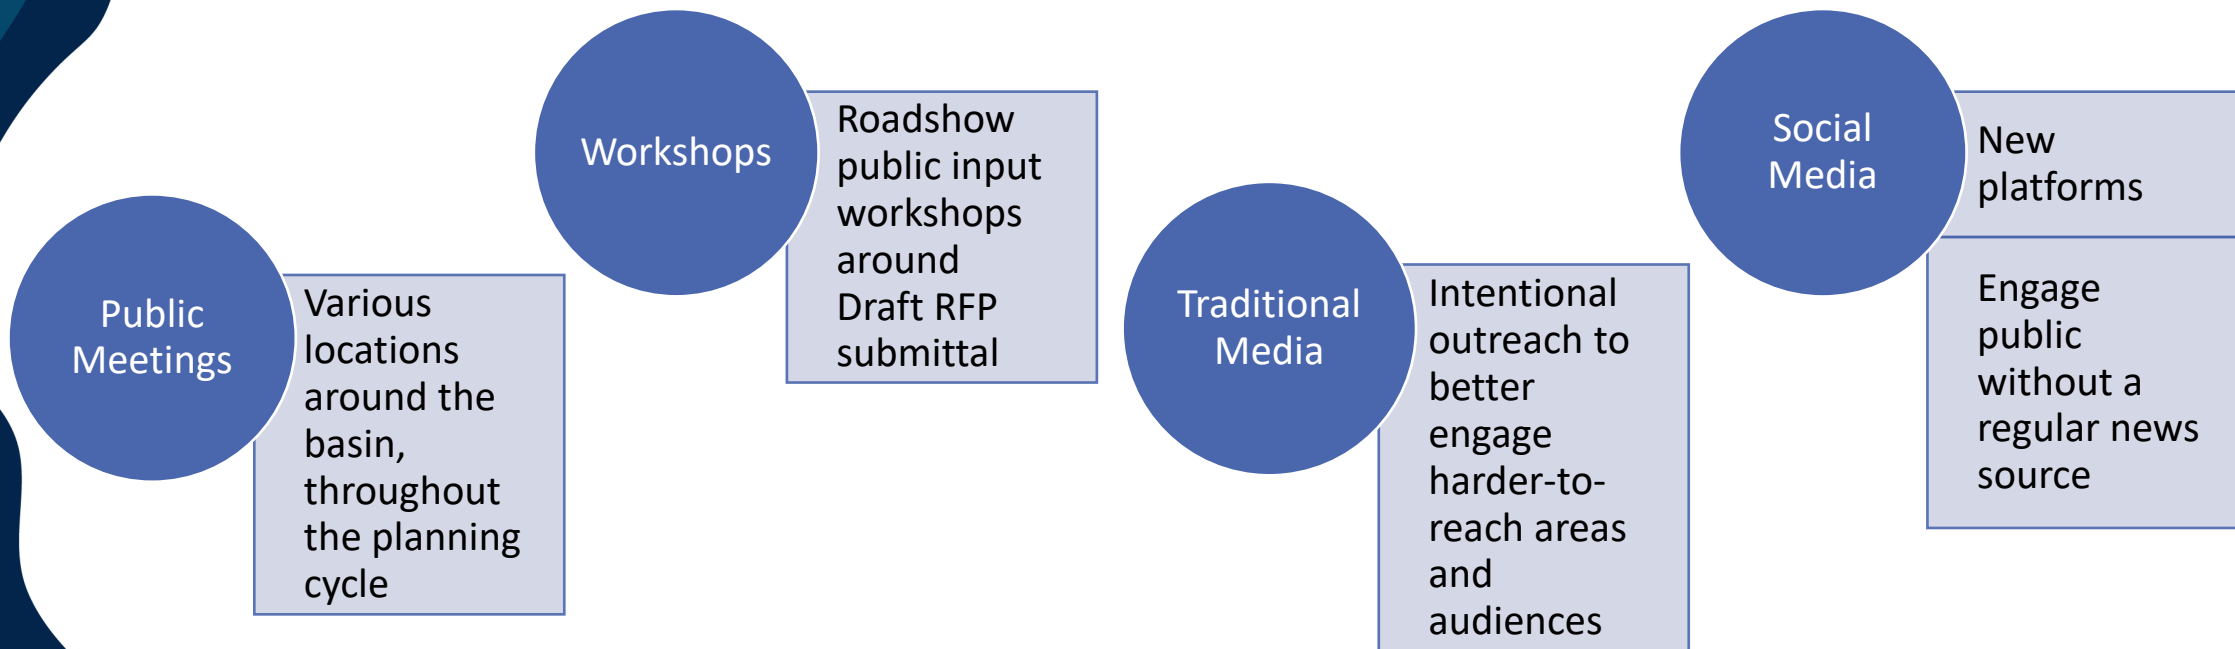 Public
Meetings
Various
locations
around the
basin,
throughout
the planning
cycle
Workshops
Roadshow
public input
workshops
around
Draft RFP
submittal
Traditional
Media
Intentional
outreach to
better
engage
harder-to-
reach areas
and
audiences
Social
Media
New
platforms
Engage
public
without a
regular news
source